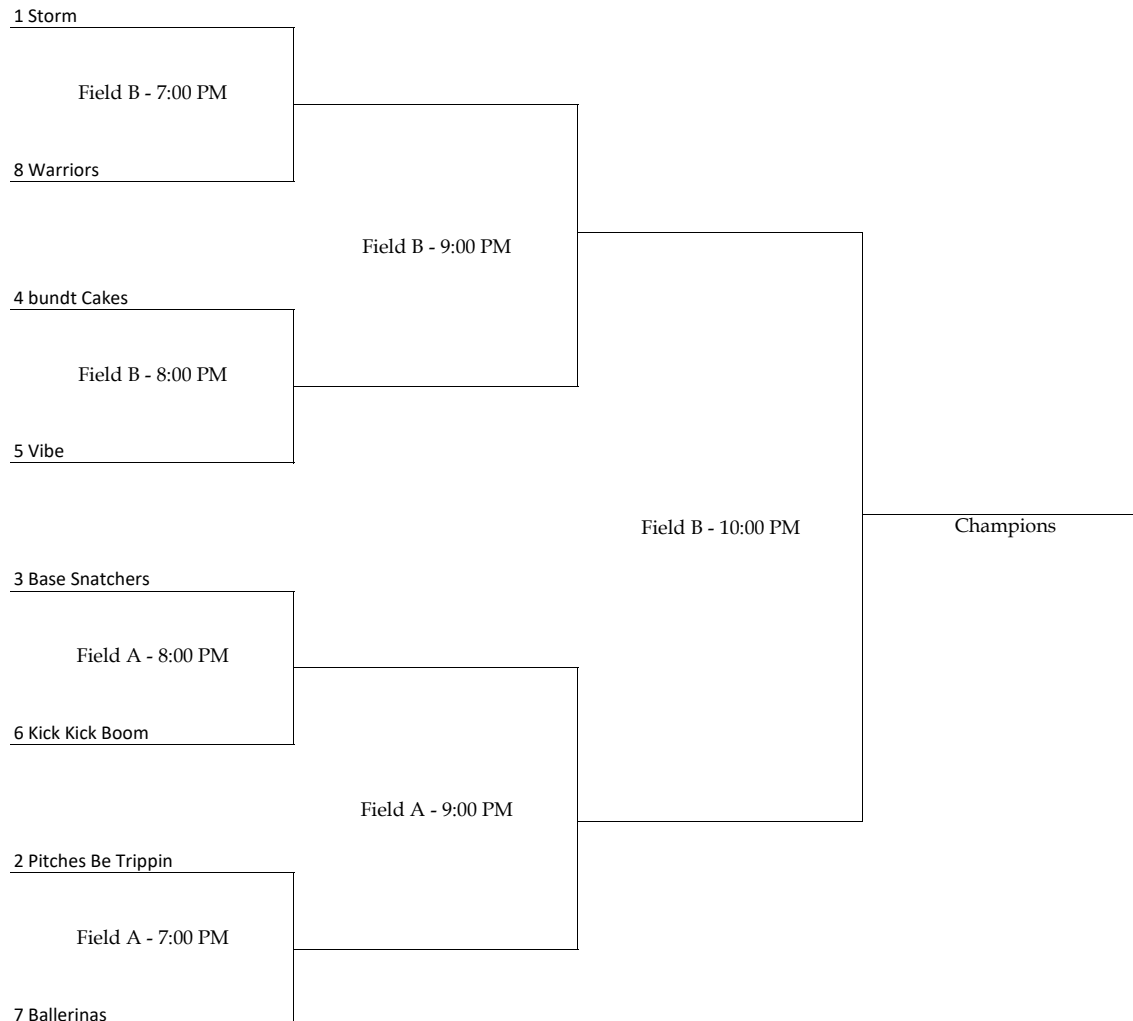 1 Storm
Field B - 7:00 PM
8 Warriors
Field B - 9:00 PM
4 bundt Cakes
Field B - 8:00 PM
5 Vibe
Field B - 10:00 PM
Champions
3 Base Snatchers
Field A - 8:00 PM
6 Kick Kick Boom
Field A - 9:00 PM
2 Pitches Be Trippin
Field A - 7:00 PM
7 Ballerinas